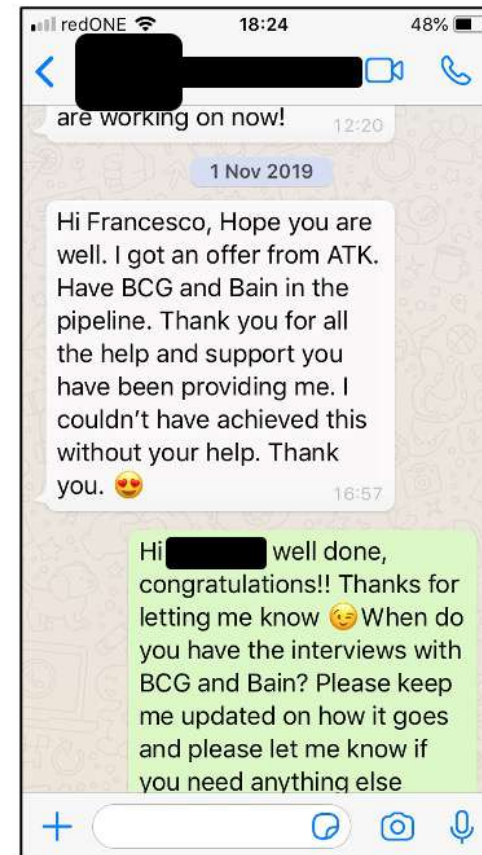 redONE 18:24 48%
are working on now! 12:20
1 Nov 2019
Hi Francesco, Hope you are
well. I got an offer from ATK.
Have BCG and Bain in the
pipeline. Thank you for all
the help and support you
have been providing me. I
couldn't have achieved this
without your help. Thank
you. 😍 16:57
Hi well done,
congratulations!! Thanks for
letting me know 😉 When do
you have the interviews with
BCG and Bain? Please keep
me updated on how it goes
and please let me know if
you need anything else